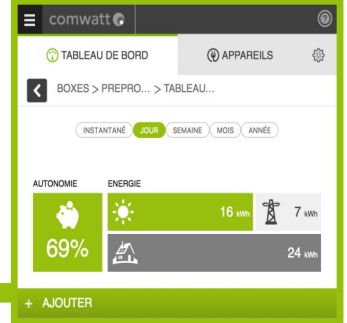 comwatt
TABLEAU DE BORD
APPAREILS
BOXES > PREPRO... > TABLEAU...
INSTANTANÉ JOUR SEMAINE MOIS ANNÉE
AUTONOMIE ENERGIE
16 kWh 7 kWh
69%
24 kWh
+ AJOUTER